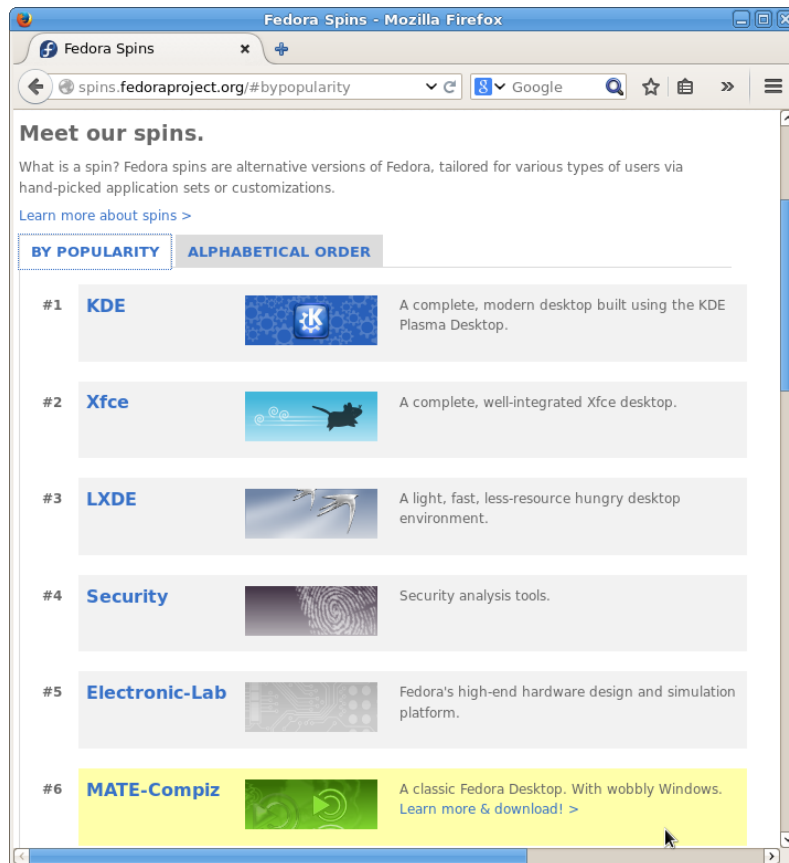 Fedora Spins - Mozilla Firefox
Fedora Spins
spins.fedoraproject.org/#bypopularity
8
Google
Meet our spins.
What is a spin? Fedora spins are alternative versions of Fedora, tailored for various types of users via
hand-picked application sets or customizations.
Learn more about spins >
BY POPULARITY ALPHABETICAL ORDER
#1 KDE K A complete, modern desktop built using the KDE
Plasma Desktop.
#2 Xfce A complete, well-integrated Xfce desktop.
#3 LXDE A light, fast, less-resource hungry desktop
environment.
#4 Security Security analysis tools.
#5 Electronic-Lab Fedora's high-end hardware design and simulation
platform.
#6 MATE-Compiz A classic Fedora Desktop. With wobbly Windows.
Learn more & download! >